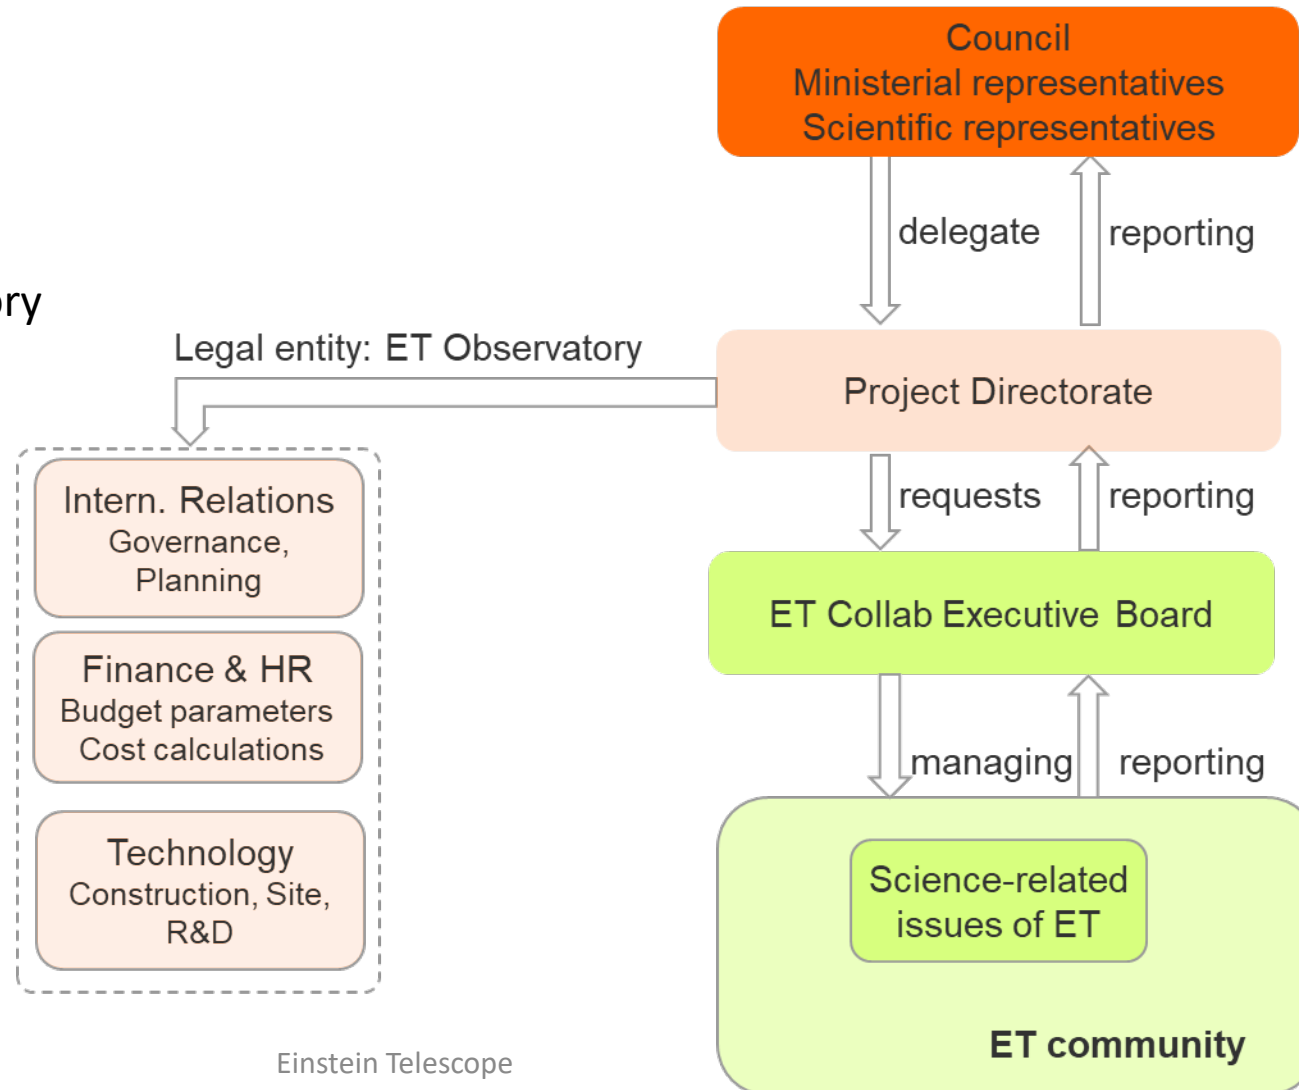 Council
Ministerial representatives
Scientific representatives
delegate
reporting
ory
Legal entity: ET Observatory
Project Directorate
requests
reporting
Intern. Relations
Governance,
Planning
ET Collab Executive Board
Finance & HR
Budget parameters
Cost calculations
managing
reporting
Technology
Construction, Site,
R&D
Science-related
issues of ET
ET community
Einstein Telescope